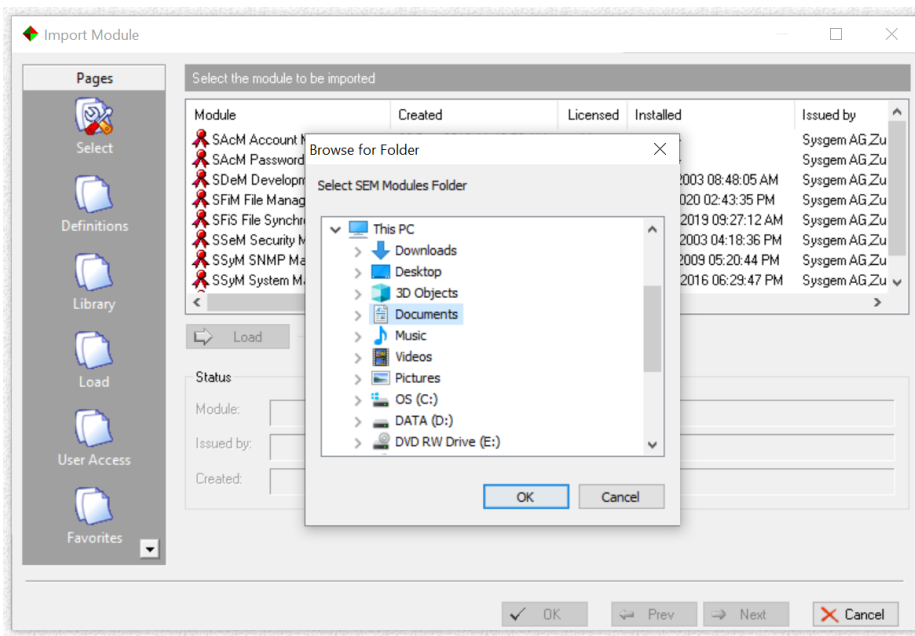 Import Module
Pages
Select
Definitions
Library
Load
User Access
Favorites
Select the module to be imported
Module Created Licensed Installed Issued by
SAcM Account Sysgem AG,Zu
SAcM Password Sysgem AG,Zu
SDeM 2003 08:48:05 AM Sysgem AG,Zu
SFiM File 020 02:43:35 PM Sysgem AG,Zu
SFiS File 2019 09:27:12 AM Sysgem AG,Zu
SSeM Security 2003 04:18:36 PM Sysgem AG,Zu
SSyM SNMP 2009 05:20:44 PM Sysgem AG,Zu
SSyM System 2016 06:29:47 PM Sysgem AG,Zu
Load
Status
Module:
Issued by:
Created:
Browse for Folder
Select SEM Modules Folder
This PC
Downloads
Desktop
3D Objects
Documents
Music
Videos
Pictures
OS (C:)
DATA (D:)
DVD RW Drive (E:)
OK Cancel
OK Prev Next Cancel